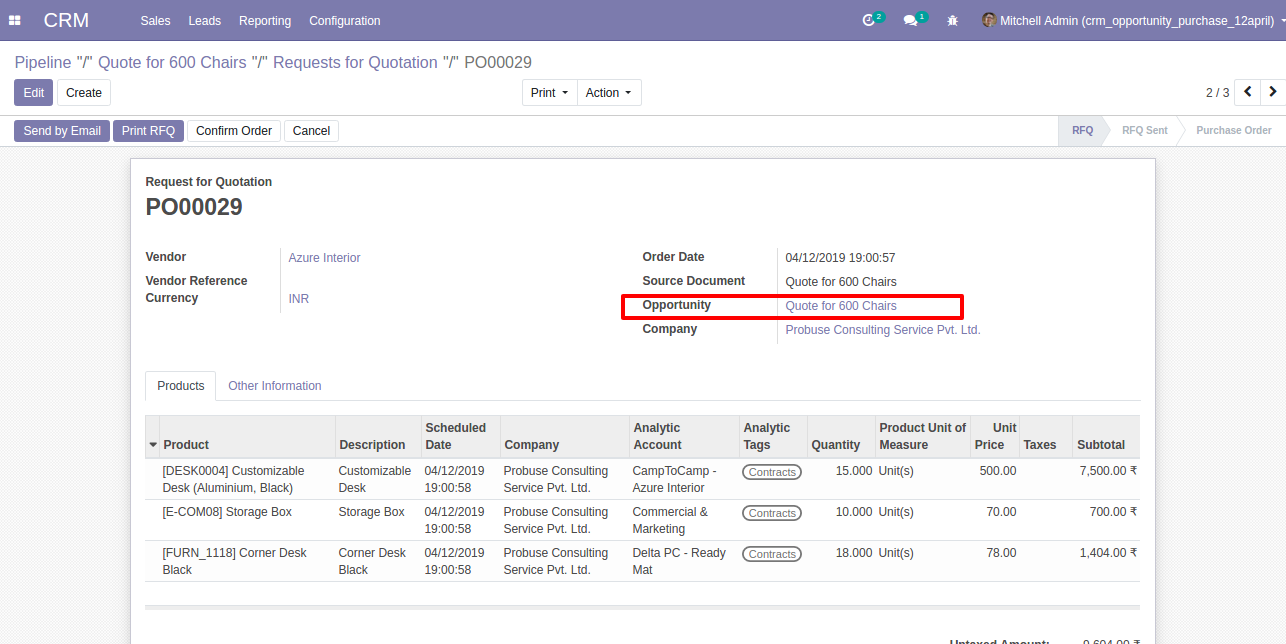 CRM Sales Leads Reporting Configuration 2 1 Mitchell Admin (crm_opportunity_purchase_12april)
Pipeline "/" Quote for 600 Chairs "/" Requests for Quotation "/" PO00029
Edit Create Print Action 2 / 3
Send by Email Print RFQ Confirm Order Cancel RFQ RFQ Sent Purchase Order
Request for Quotation
PO00029
Vendor Azure Interior
Vendor Reference
Currency INR
Order Date 04/12/2019 19:00:57
Source Document Quote for 600 Chairs
Opportunity Quote for 600 Chairs
Company Probuse Consulting Service Pvt. Ltd.
Products Other Information
Product Description Scheduled Date Company Analytic Account Analytic Tags Quantity Product Unit of Measure Unit Price Taxes Subtotal
[DESK0004] Customizable Customizable 04/12/2019 Probuse Consulting CampToCamp - Contracts 15.000 Unit(s) 500.00 7,500.00 ₹
Desk (Aluminium, Black) Desk 19:00:58 Service Pvt. Ltd. Azure Interior
[E-COM08] Storage Box Storage Box 04/12/2019 Probuse Consulting Commercial & Contracts 10.000 Unit(s) 70.00 700.00 ₹
19:00:58 Service Pvt. Ltd. Marketing
[FURN_1118] Corner Desk Corner Desk 04/12/2019 Probuse Consulting Delta PC - Ready Contracts 18.000 Unit(s) 78.00 1,404.00 ₹
Black Black 19:00:58 Service Pvt. Ltd. Mat
Untaxed Amount: 9,604.00 ₹